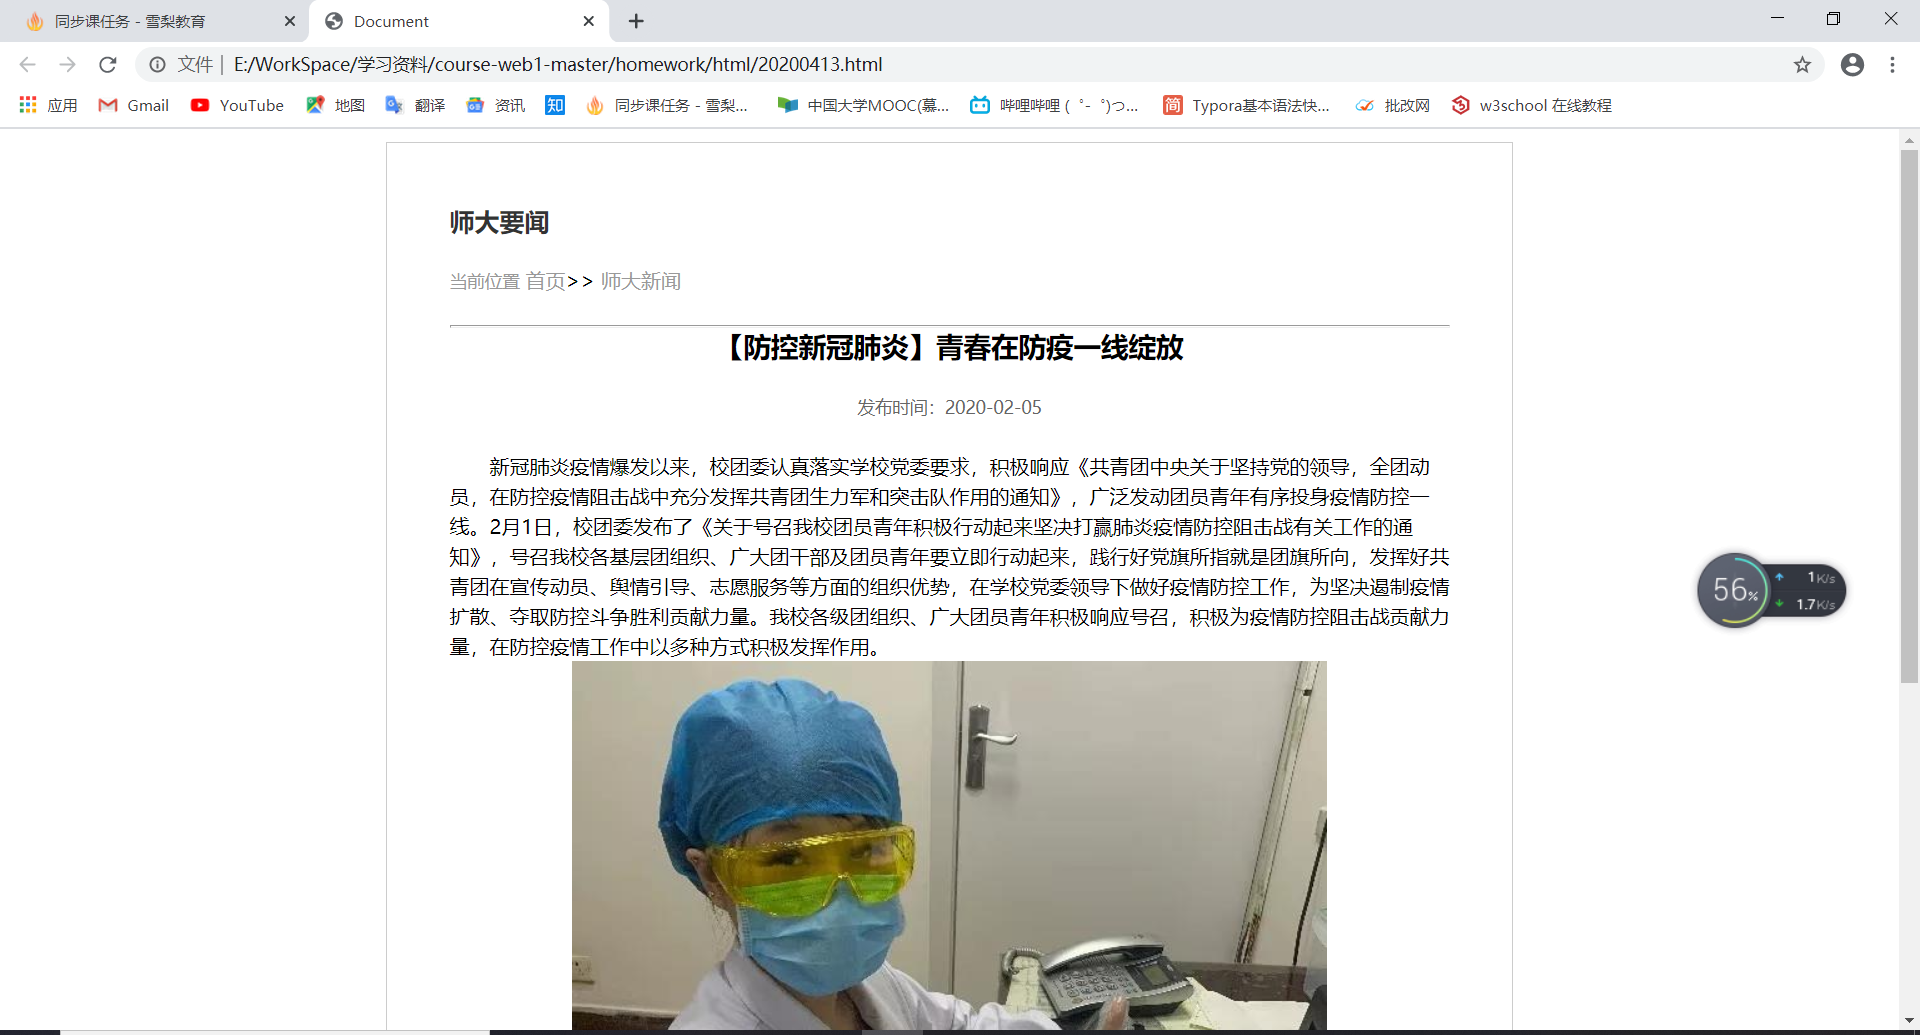 同步课任务 - 雪梨教育
Document
文件 | E:/WorkSpace/学习资料/course-web1-master/homework/html/20200413.html
应用 Gmail YouTube 地图 翻译 资讯 知 同步课任务 - 雪梨... 中国大学MOOC(慕... 哔哩哔哩 ( ゜- ゜)つ... 简 Typora基本语法快... 批改网 w3school 在线教程
师大要闻
当前位置 首页>> 师大新闻
【防控新冠肺炎】青春在防疫一线绽放
发布时间：2020-02-05
新冠肺炎疫情爆发以来，校团委认真落实学校党委要求，积极响应《共青团中央关于坚持党的领导，全团动
员，在防控疫情阻击战中充分发挥共青团生力军和突击队作用的通知》，广泛发动团员青年有序投身疫情防控一
线。2月1日，校团委发布了《关于号召我校团员青年积极行动起来坚决打赢肺炎疫情防控阻击战有关工作的通
知》，号召我校各基层团组织、广大团干部及团员青年要立即行动起来，践行好党旗所指就是团旗所向，发挥好共
青团在宣传动员、舆情引导、志愿服务等方面的组织优势，在学校党委领导下做好疫情防控工作，为坚决遏制疫情
扩散、夺取防控斗争胜利贡献力量。我校各级团组织、广大团员青年积极响应号召，积极为疫情防控阻击战贡献力
量，在防控疫情工作中以多种方式积极发挥作用。
56%
1K/s
1.7K/s